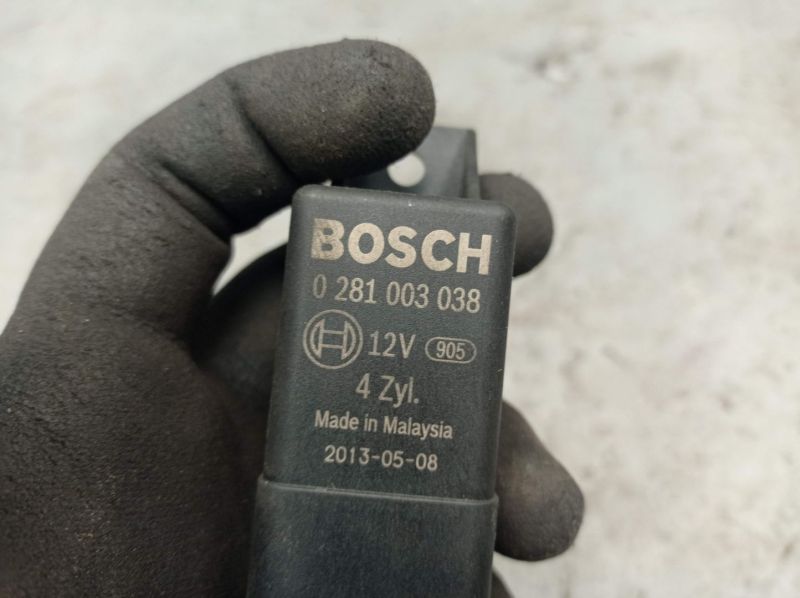 BOSCH
0 281 003 038
12V 905
4 Zyl.
Made in Malaysia
2013-05-08